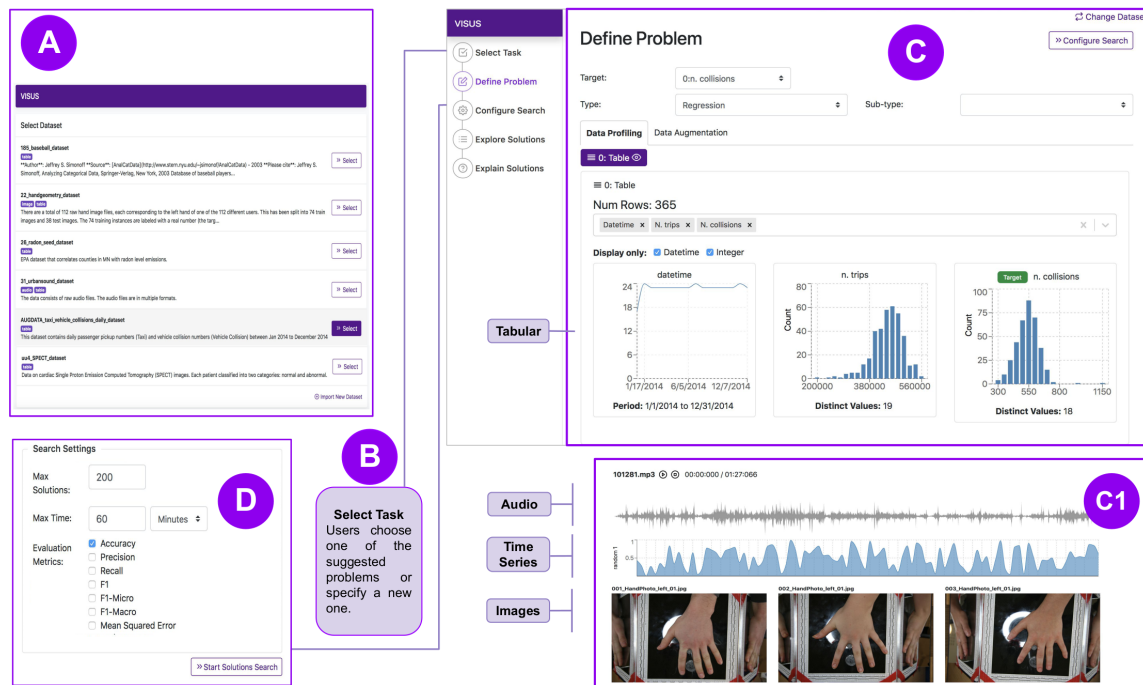 A
VISUS
Select Dataset
185_baseball_dataset
table
**Author**: Jeffrey S. Simonoff **Source**: [AnalCatData](http://www.stern.nyu.edu/~jsimonof/AnalCatData) - 2003 **Please cite**: Jeffrey S.
Simonoff, Analyzing Categorical Data, Springer-Verlag, New York, 2003 Database of baseball players...
» Select
22_handgeometry_dataset
image table
There are a total of 112 raw hand image files, each corresponding to the left hand of one of the 112 different users. This has been split into 74 train
images and 38 test images. The 74 training instances are labeled with a real number (the targ...
» Select
26_radon_seed_dataset
table
EPA dataset that correlates counties in MN with radon level emissions.
» Select
31_urbansound_dataset
audio table
The data consists of raw audio files. The audio files are in multiple formats.
» Select
AUGDATA_taxi_vehicle_collisions_daily_dataset
table
This dataset contains daily passenger pickup numbers (Taxi) and vehicle collision numbers (Vehicle Collision) between Jan 2014 to December 2014
» Select
uu4_SPECT_dataset
table
Data on cardiac Single Proton Emission Computed Tomography (SPECT) images. Each patient classified into two categories: normal and abnormal.
» Select
Import New Dataset
VISUS
Select Task
Define Problem
Configure Search
Explore Solutions
Explain Solutions
C
Change Datase
Define Problem
» Configure Search
Target:
0:n. collisions
Type:
Regression
Sub-type:
Data Profiling
Data Augmentation
0: Table
0: Table
Num Rows: 365
Datetime × N. trips × N. collisions ×
Display only: Datetime Integer
datetime
24
18
12
6
0
1/17/2014 6/5/2014 12/7/2014
Period: 1/1/2014 to 12/31/2014
n. trips
Count
80
60
40
20
0
200000 380000 560000
Distinct Values: 19
Target n. collisions
Count
100
75
50
25
0
300 550 800 1150
Distinct Values: 18
Tabular
D
Search Settings
Max
Solutions:
200
Max Time:
60
Minutes
Evaluation
Metrics:
Accuracy
Precision
Recall
F1
F1-Micro
F1-Macro
Mean Squared Error
» Start Solutions Search
B
Select Task
Users choose
one of the
suggested
problems or
specify a new
one.
Audio
Time
Series
Images
C1
101281.mp3 00:00:000 / 01:27:066
random 1
1
0.5
001_HandPhoto_left_01.jpg
002_HandPhoto_left_01.jpg
003_HandPhoto_left_01.jpg